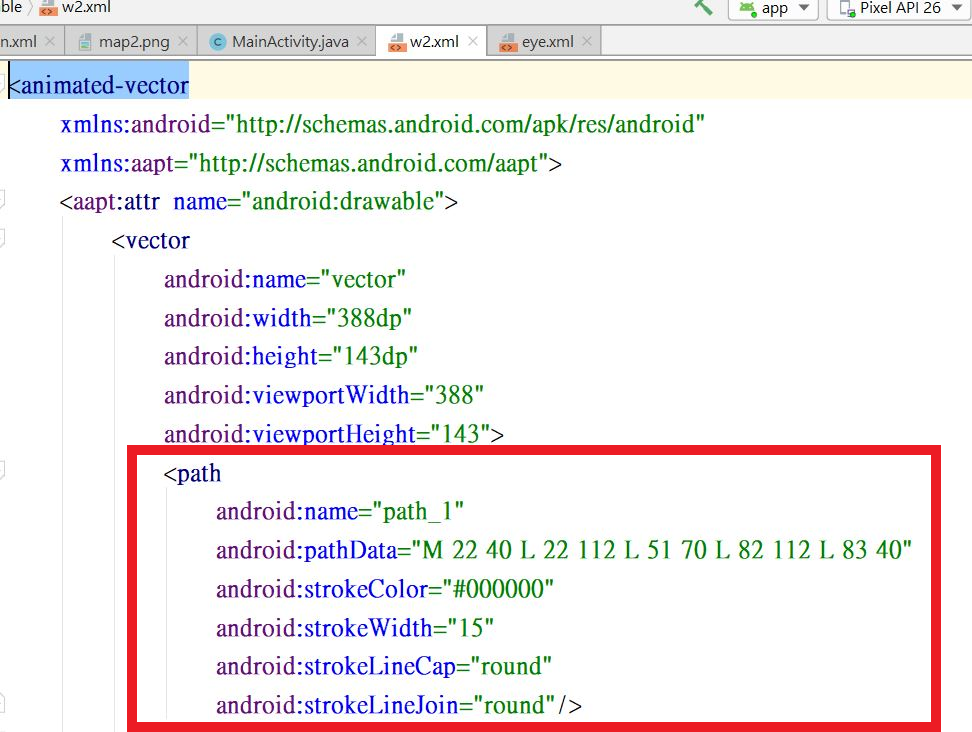 ble w2.xml app Pixel API 26
n.xml map2.png MainActivity.java w2.xml eye.xml
<animated-vector
xmlns:android="http://schemas.android.com/apk/res/android"
xmlns:aapt="http://schemas.android.com/aapt">
<aapt:attr name="android:drawable">
<vector
android:name="vector"
android:width="388dp"
android:height="143dp"
android:viewportWidth="388"
android:viewportHeight="143">
<path
android:name="path_1"
android:pathData="M 22 40 L 22 112 L 51 70 L 82 112 L 83 40"
android:strokeColor="#000000"
android:strokeWidth="15"
android:strokeLineCap="round"
android:strokeLineJoin="round"/>